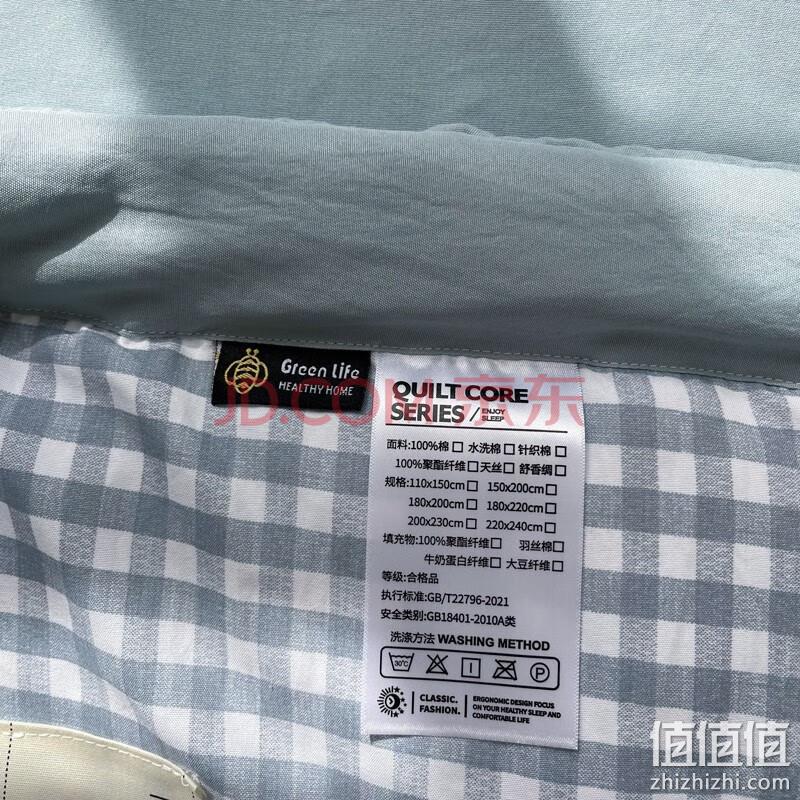 Green Life
HEALTHY HOME
JD.COM 京东
QUILT CORE
SERIES / ENJOY SLEEP
面料:100%棉□ 水洗棉□ 针织棉□
100%聚酯纤维□ 天丝□ 舒香绸□
规格:110x150cm□ 150x200cm□
180x200cm□ 180x220cm□
200x230cm□ 220x240cm□
填充物:100%聚酯纤维□ 羽丝棉□
牛奶蛋白纤维□ 大豆纤维□
等级:合格品
执行标准:GB/T22796-2021
安全类别:GB18401-2010A类
洗涤方法 WASHING METHOD
30℃ P
CLASSIC. FASHION.
ERGONOMIC DESIGN FOCUS
ON YOUR HEALTHY SLEEP AND
COMFORTABLE LIFE
值值值
zhizhizhi.com